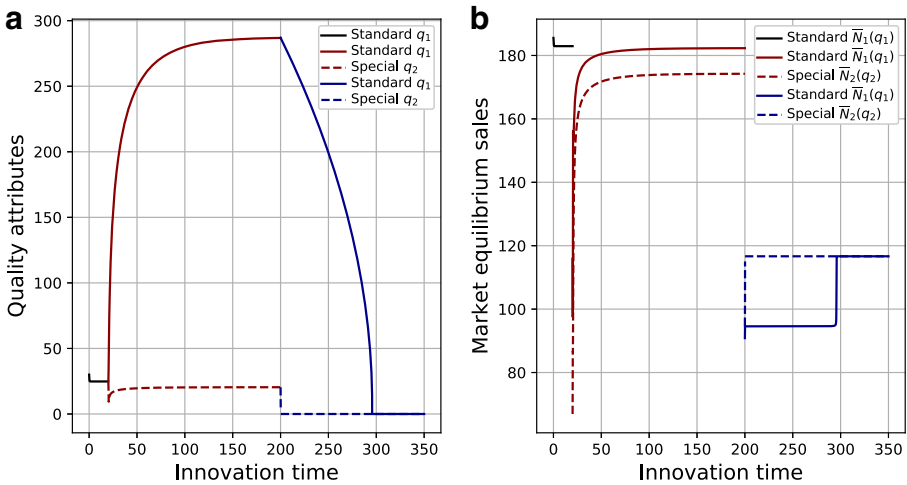 a
300
250
200
150
100
50
0
Quality attributes
Standard q₁
Standard q₁
Special q₂
Standard q₁
Special q₂
0 50 100 150 200 250 300 350
Innovation time
b
180
160
140
120
100
80
Market equilibrium sales
Standard N̅₁(q₁)
Standard N̅₁(q₁)
Special N̅₂(q₂)
Standard N̅₁(q₁)
Special N̅₂(q₂)
0 50 100 150 200 250 300 350
Innovation time